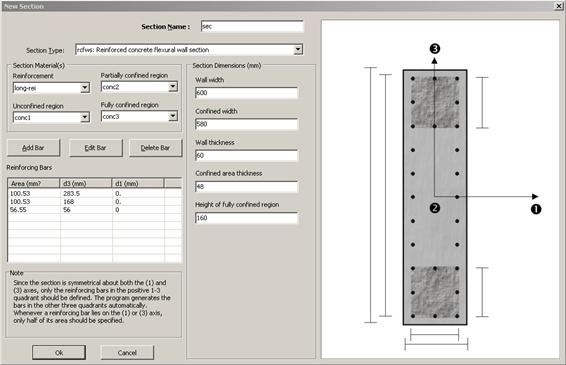 New Section
Section Name : sec
Section Type: rcfws: Reinforced concrete flexural wall section
Section Material(s)
Reinforcement Partially confined region
long-rei conc2
Unconfined region Fully confined region
conc1 conc3
Add Bar Edit Bar Delete Bar
Reinforcing Bars
Area (mm? d3 (mm) d1 (mm)
100.53 283.5 0.
100.53 168 0.
56.55 56 0
Note
Since the section is symmetrical about both the (1) and
(3) axes, only the reinforcing bars in the positive 1-3
quadrant should be defined. The program generates the
bars in the other three quadrants automatically.
Whenever a reinforcing bar lies on the (1) or (3) axis,
only half of its area should be specified.
Ok Cancel
Section Dimensions (mm)
Wall width
600
Confined width
580
Wall thickness
60
Confined area thickness
48
Height of fully confined region
160
3
2
1